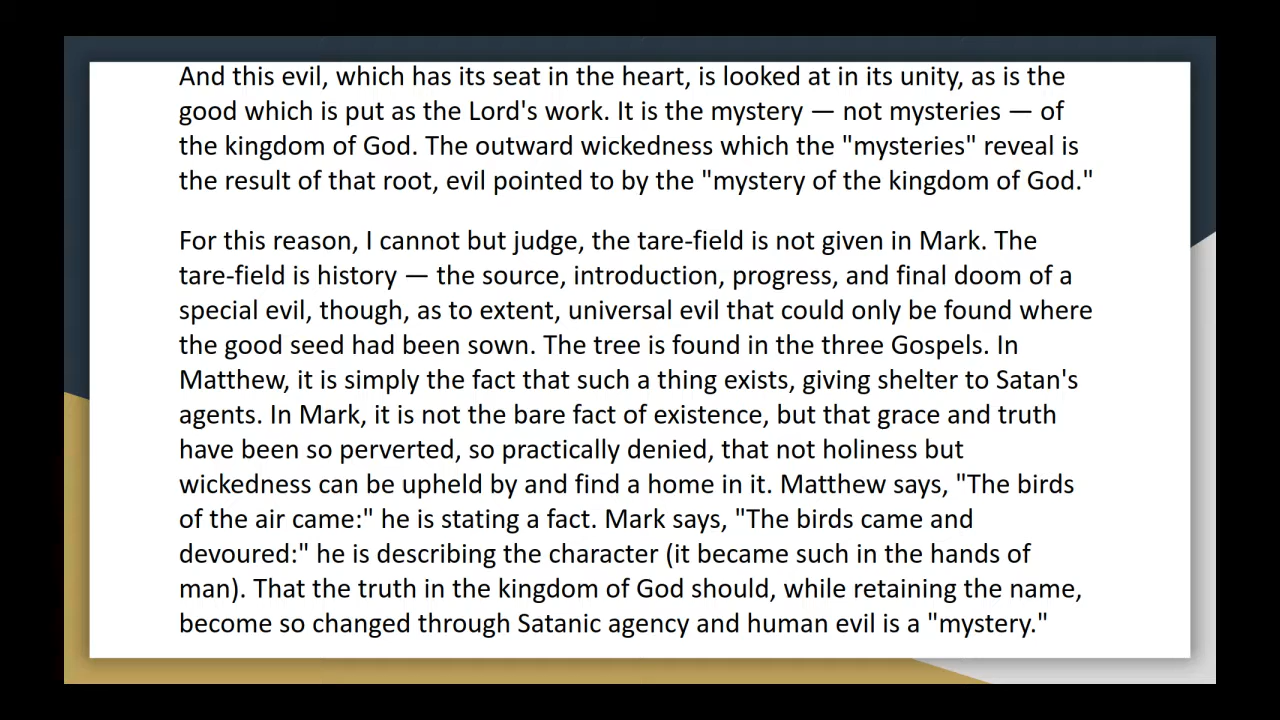 And this evil, which has its seat in the heart, is looked at in its unity, as is the
good which is put as the Lord's work. It is the mystery — not mysteries — of
the kingdom of God. The outward wickedness which the "mysteries" reveal is
the result of that root, evil pointed to by the "mystery of the kingdom of God."
For this reason, I cannot but judge, the tare-field is not given in Mark. The
tare-field is history — the source, introduction, progress, and final doom of a
special evil, though, as to extent, universal evil that could only be found where
the good seed had been sown. The tree is found in the three Gospels. In
Matthew, it is simply the fact that such a thing exists, giving shelter to Satan's
agents. In Mark, it is not the bare fact of existence, but that grace and truth
have been so perverted, so practically denied, that not holiness but
wickedness can be upheld by and find a home in it. Matthew says, "The birds
of the air came:" he is stating a fact. Mark says, "The birds came and
devoured:" he is describing the character (it became such in the hands of
man). That the truth in the kingdom of God should, while retaining the name,
become so changed through Satanic agency and human evil is a "mystery."